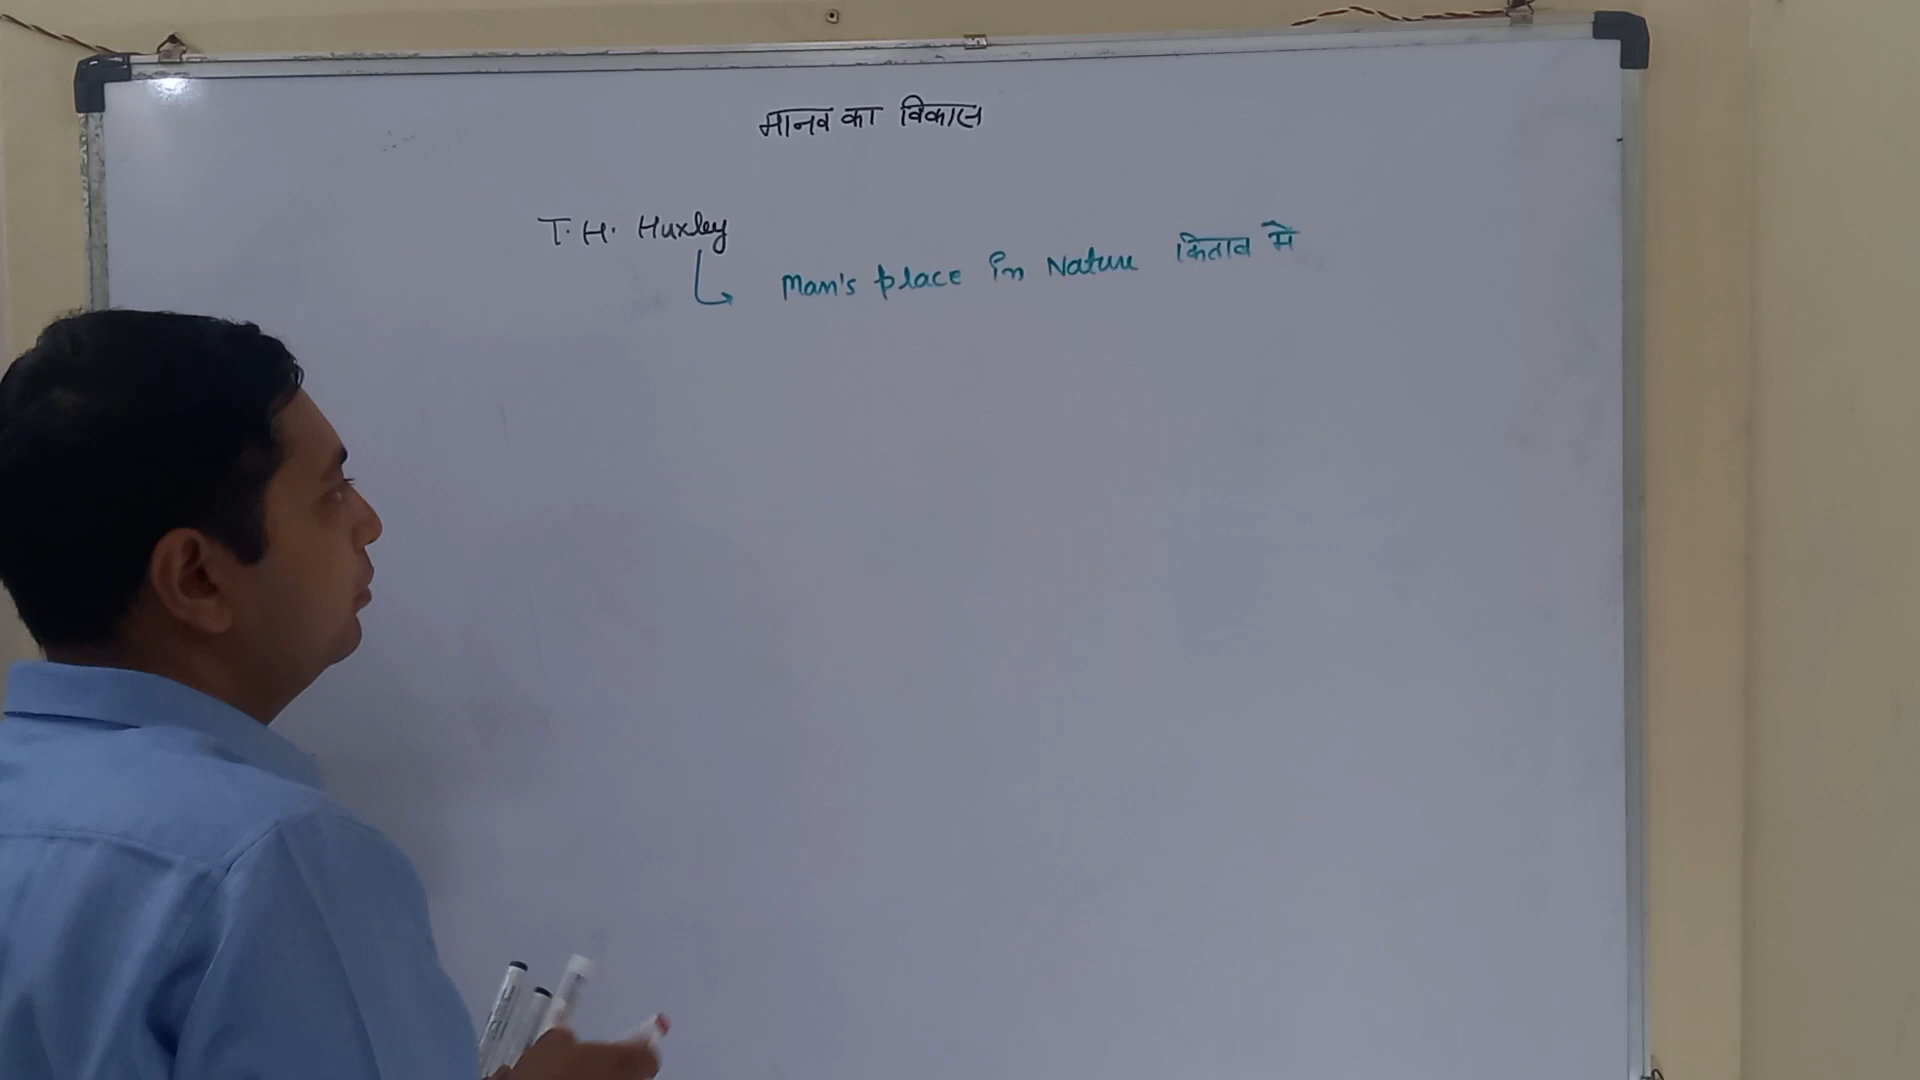 मानव का विकास
T. H. Huxley
Man's place in Nature किताब में